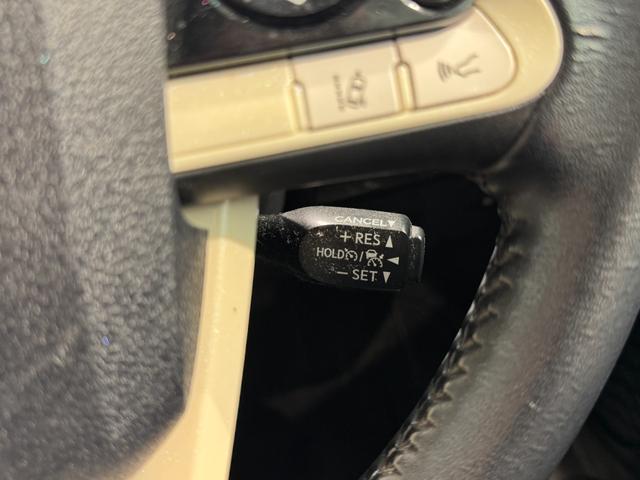 CANCEL
+ RES
HOLD /
− SET